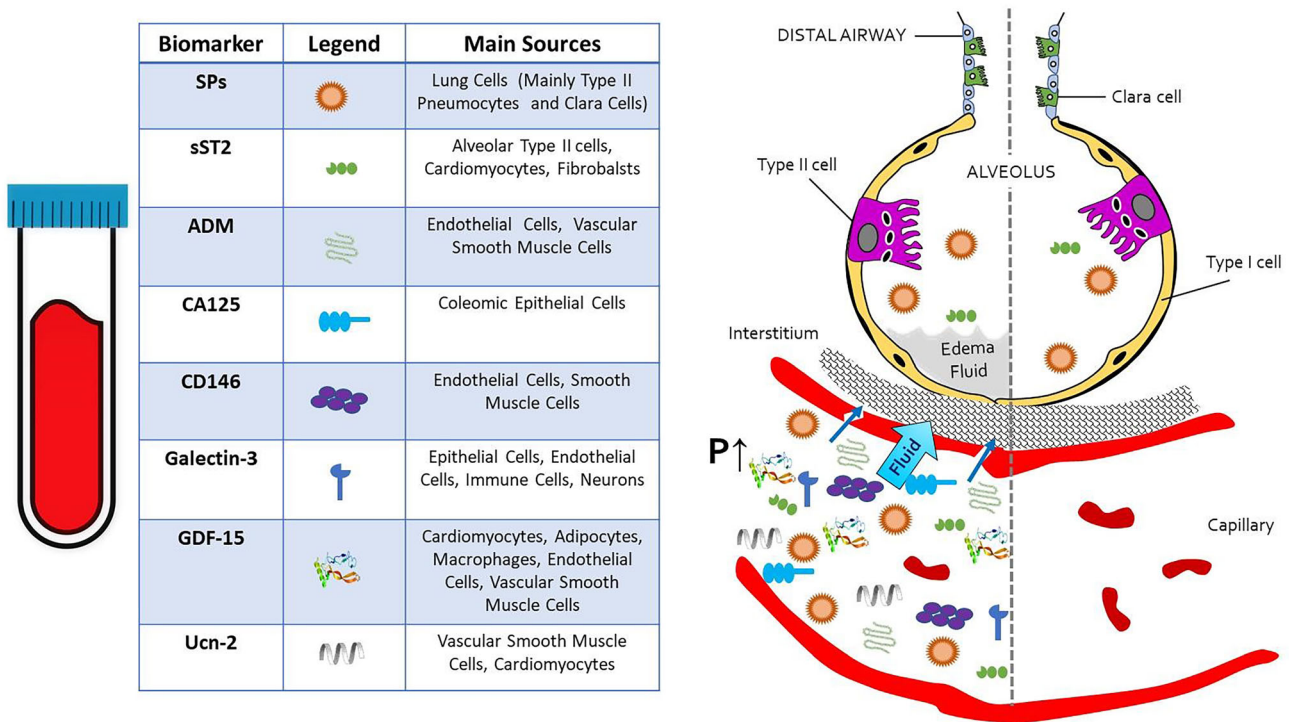 Biomarker Legend Main Sources
SPs
Lung Cells (Mainly Type II
Pneumocytes and Clara Cells)
sST2
Alveolar Type II cells,
Cardiomyocytes, Fibrobalsts
ADM
Endothelial Cells, Vascular
Smooth Muscle Cells
CA125
Coleomic Epithelial Cells
CD146
Endothelial Cells, Smooth
Muscle Cells
Galectin-3
Epithelial Cells, Endothelial
Cells, Immune Cells, Neurons
GDF-15
Cardiomyocytes, Adipocytes,
Macrophages, Endothelial
Cells, Vascular Smooth
Muscle Cells
Ucn-2
Vascular Smooth Muscle
Cells, Cardiomyocytes
DISTAL AIRWAY
Clara cell
Type II cell
ALVEOLUS
Type I cell
Interstitium
Edema
Fluid
P↑
Fluid
Capillary